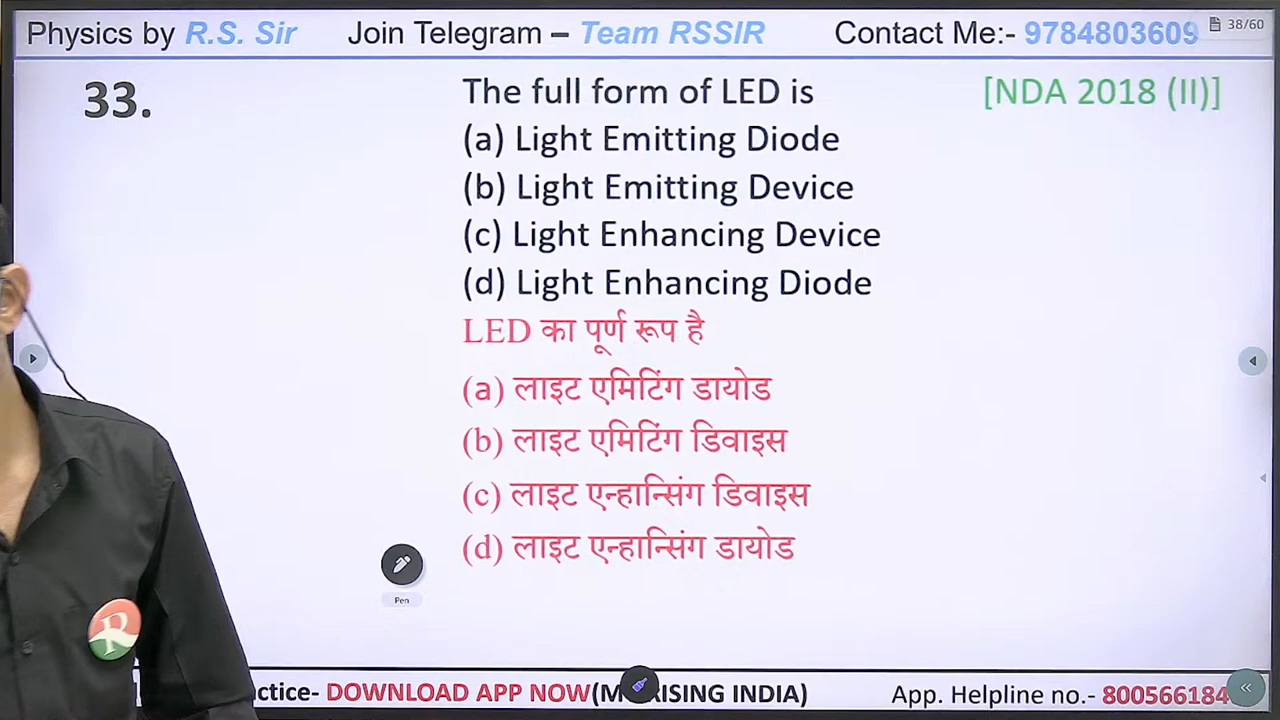 Physics by R.S. Sir Join Telegram – Team RSSIR Contact Me:- 9784803609 38/60
33. The full form of LED is [NDA 2018 (II)]
(a) Light Emitting Diode
(b) Light Emitting Device
(c) Light Enhancing Device
(d) Light Enhancing Diode
LED का पूर्ण रूप है
(a) लाइट एमिटिंग डायोड
(b) लाइट एमिटिंग डिवाइस
(c) लाइट एन्हान्सिंग डिवाइस
(d) लाइट एन्हान्सिंग डायोड
Pen
R
DOWNLOAD APP NOW RISING INDIA) App. Helpline no.- 800566184